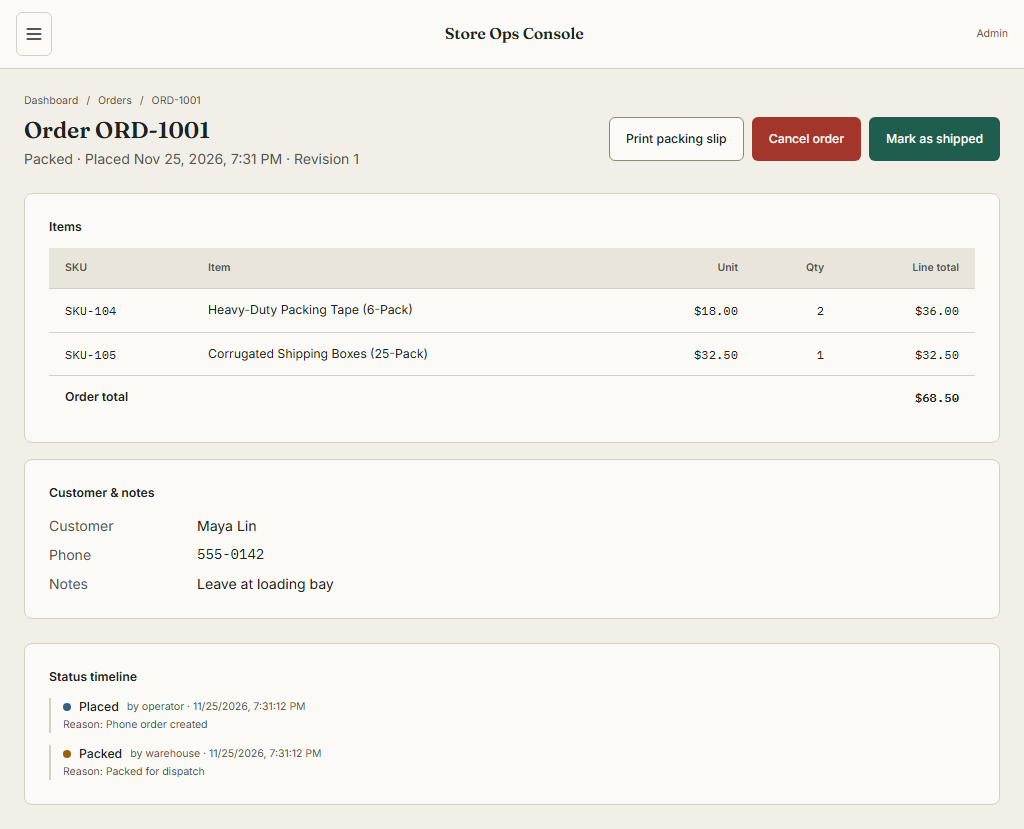 Store Ops Console
Admin
Dashboard / Orders / ORD-1001
Order ORD-1001
Packed · Placed Nov 25, 2026, 7:31 PM · Revision 1
Print packing slip
Cancel order
Mark as shipped
Items
SKU Item Unit Qty Line total
SKU-104 Heavy-Duty Packing Tape (6-Pack) $18.00 2 $36.00
SKU-105 Corrugated Shipping Boxes (25-Pack) $32.50 1 $32.50
Order total $68.50
Customer & notes
Customer Maya Lin
Phone 555-0142
Notes Leave at loading bay
Status timeline
Placed by operator · 11/25/2026, 7:31:12 PM
Reason: Phone order created
Packed by warehouse · 11/25/2026, 7:31:12 PM
Reason: Packed for dispatch